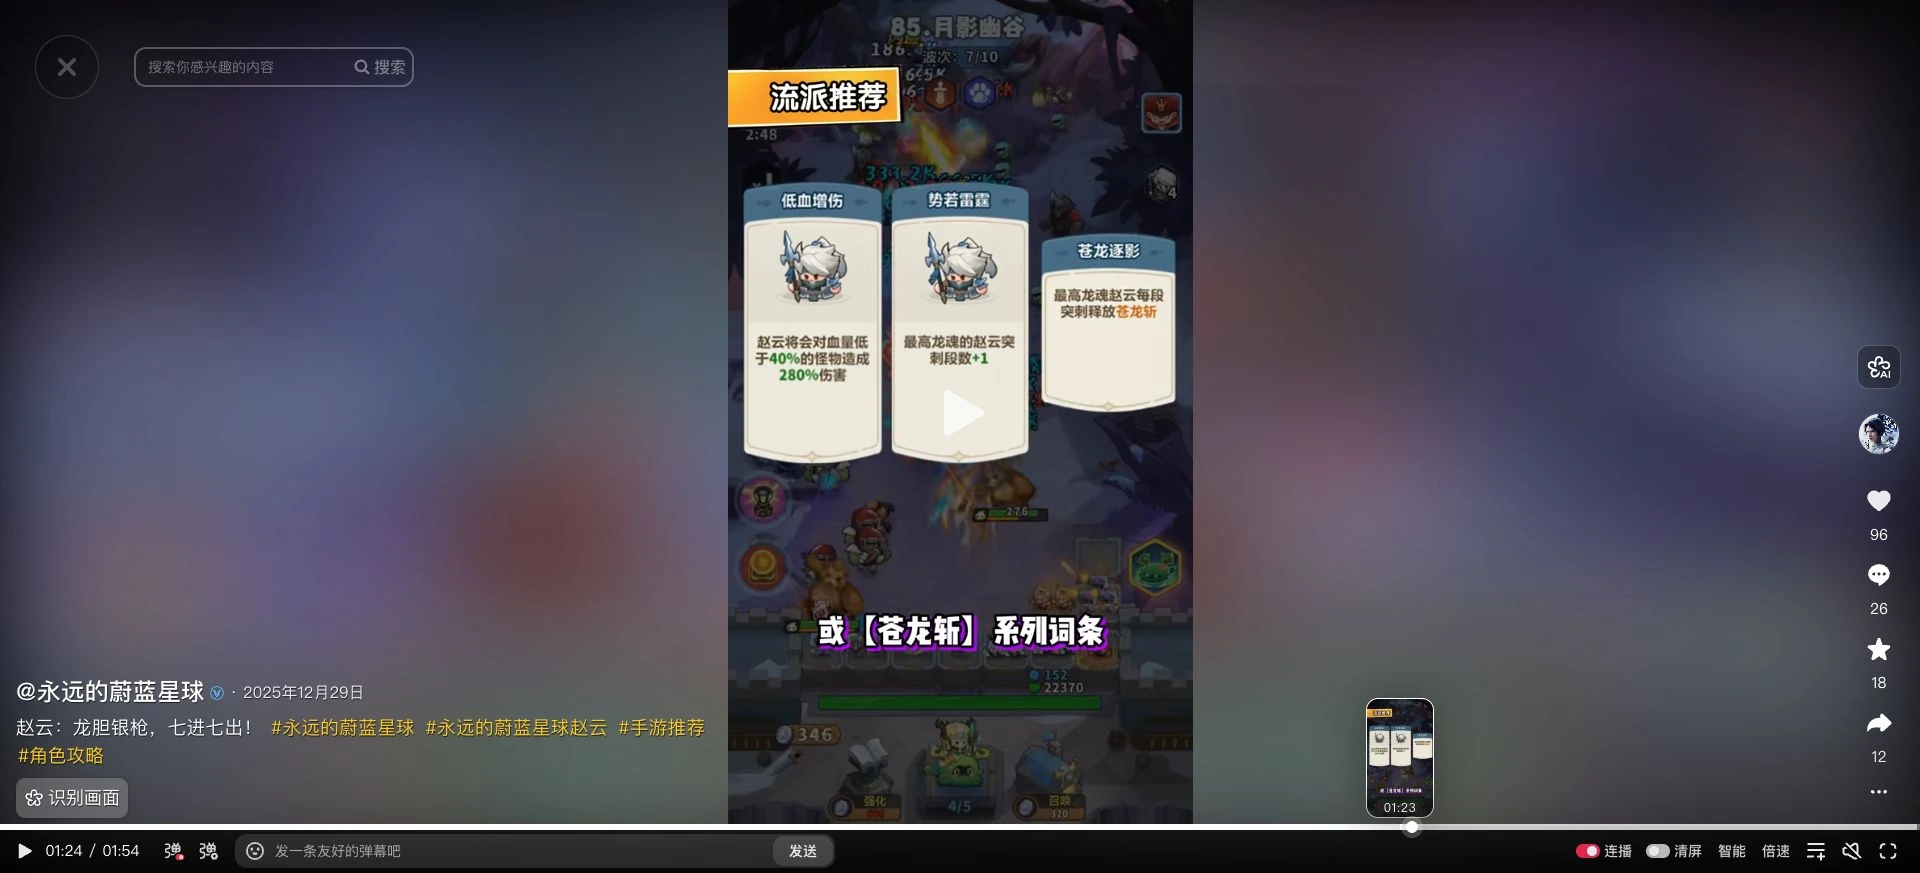 搜索你感兴趣的内容
搜索
85.月影幽谷
波次：7/10
流派推荐
2:48
333.2K
4
低血增伤
赵云将会对血量低
于40%的怪物造成
280%伤害
势若雷霆
最高龙魂的赵云突
刺段数+1
苍龙逐影
最高龙魂赵云每段
突刺释放苍龙斩
276
或【苍龙斩】系列词条
152
22370
346
强化
4/5
召唤
320
AI
96
26
18
12
@永远的蔚蓝星球 · 2025年12月29日
赵云：龙胆银枪，七进七出！ #永远的蔚蓝星球 #永远的蔚蓝星球赵云 #手游推荐
#角色攻略
识别画面
01:23
01:24 / 01:54
弹
弹
发一条友好的弹幕吧
发送
连播
清屏
智能
倍速